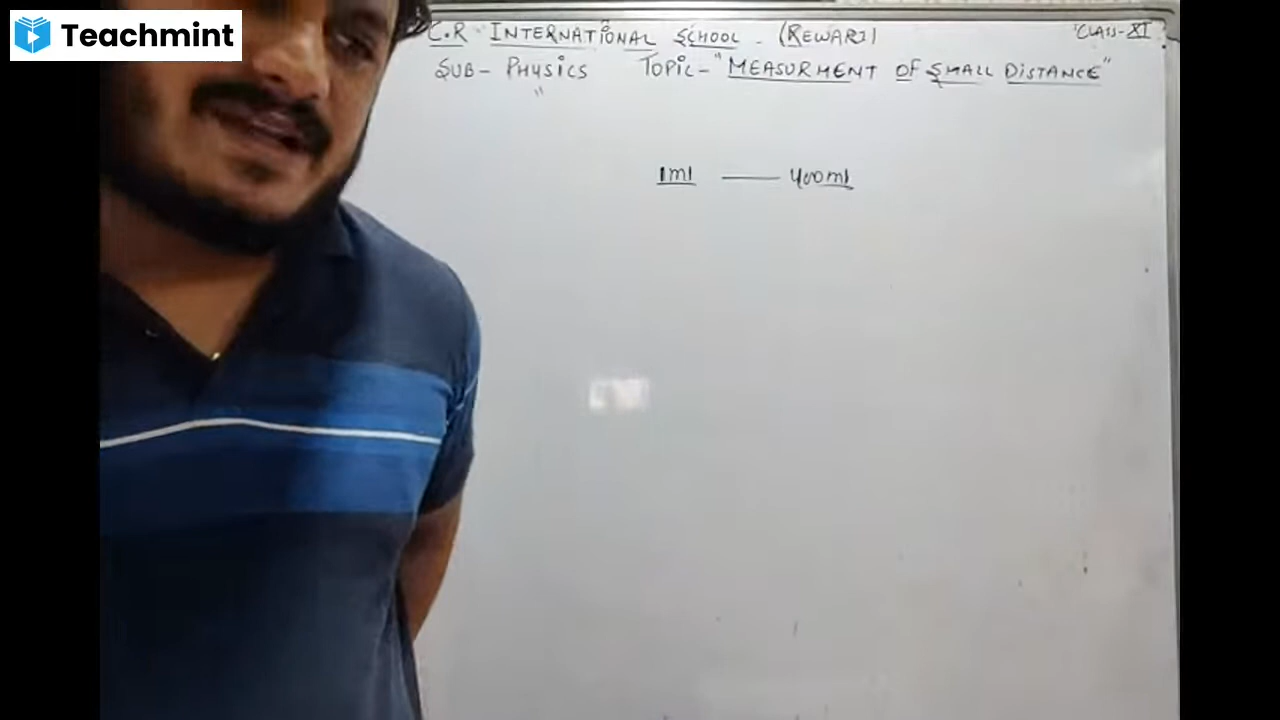 Teachmint
C.R INTERNATIONAL SCHOOL - (REWARI) CLASS-XI
SUB- PHYSICS TOPIC- "MEASURMENT OF SMALL DISTANCE"
1ml —— 400ml